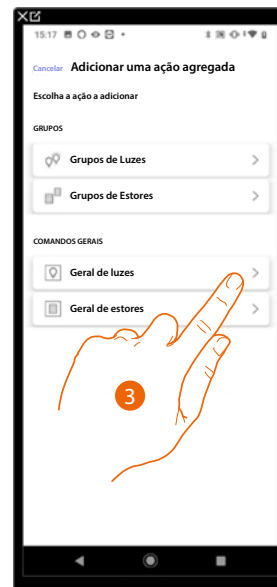 15:17
Cancelar Adicionar uma ação agregada
Escolha a ação a adicionar
GRUPOS
Grupos de Luzes
Grupos de Estores
COMANDOS GERAIS
Geral de luzes
Geral de estores
3